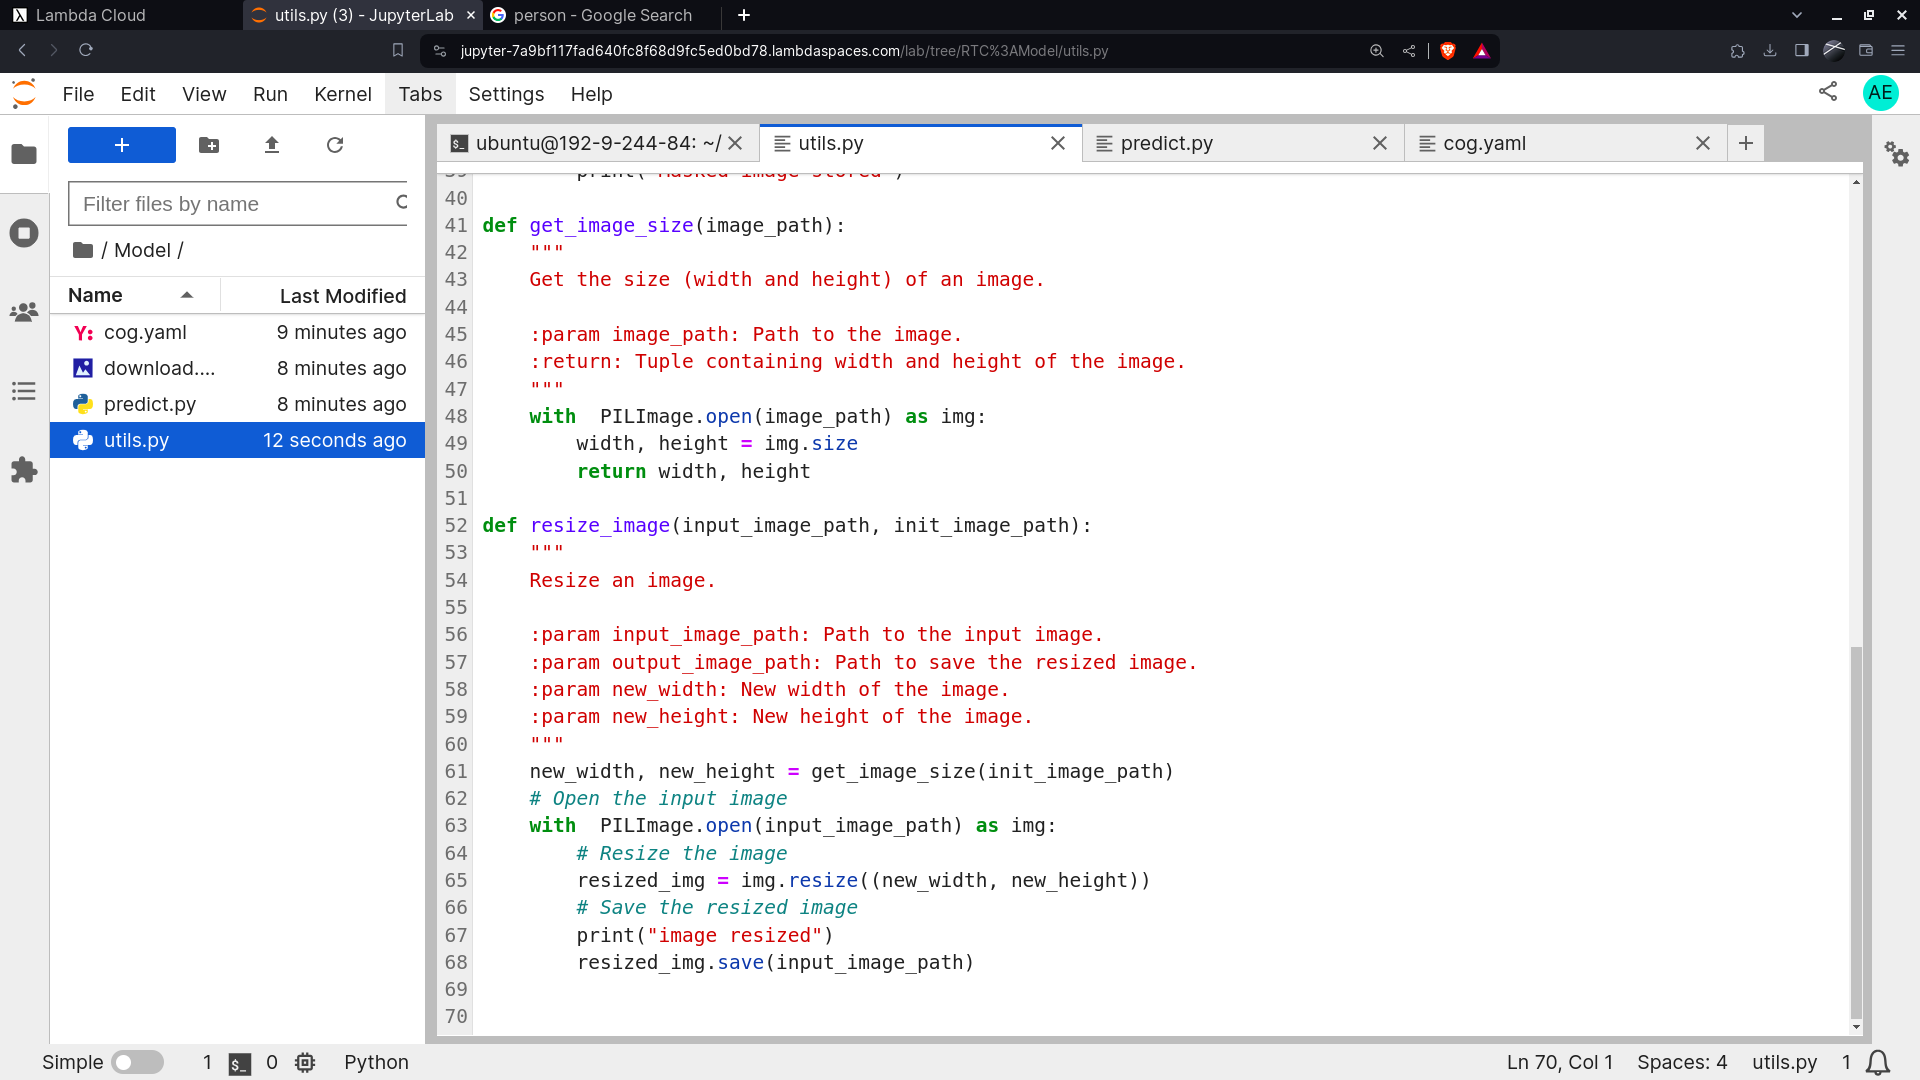 Lambda Cloud
utils.py (3) - JupyterLab
person - Google Search
jupyter-7a9bf117fad640fc8f68d9fc5ed0bd78.lambdaspaces.com/lab/tree/RTC%3AModel/utils.py
File Edit View Run Kernel Tabs Settings Help
AE
Filter files by name
/ Model /
Name Last Modified
cog.yaml 9 minutes ago
download.... 8 minutes ago
predict.py 8 minutes ago
utils.py 12 seconds ago
ubuntu@192-9-244-84: ~/
utils.py
predict.py
cog.yaml
39 print("Masked image stored")
40
41 def get_image_size(image_path):
42 """
43 Get the size (width and height) of an image.
44
45 :param image_path: Path to the image.
46 :return: Tuple containing width and height of the image.
47 """
48 with  PILImage.open(image_path) as img:
49 width, height = img.size
50 return width, height
51
52 def resize_image(input_image_path, init_image_path):
53 """
54 Resize an image.
55
56 :param input_image_path: Path to the input image.
57 :param output_image_path: Path to save the resized image.
58 :param new_width: New width of the image.
59 :param new_height: New height of the image.
60 """
61 new_width, new_height = get_image_size(init_image_path)
62 # Open the input image
63 with  PILImage.open(input_image_path) as img:
64 # Resize the image
65 resized_img = img.resize((new_width, new_height))
66 # Save the resized image
67 print("image resized")
68 resized_img.save(input_image_path)
69
70
Simple 1 $_ 0 Python
Ln 70, Col 1 Spaces: 4 utils.py 1